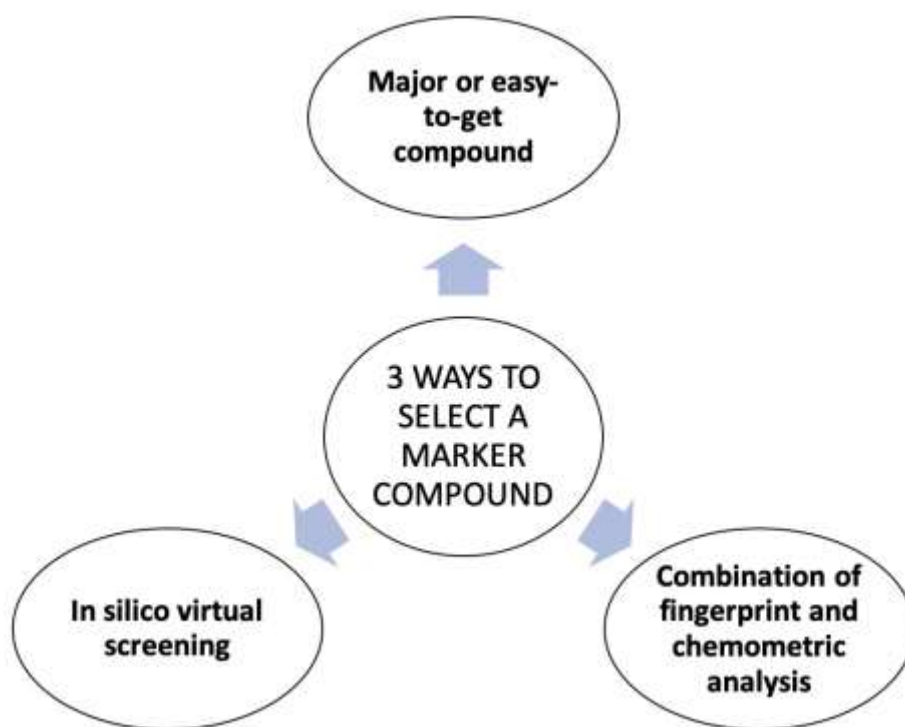 Major or easy-
to-get
compound
3 WAYS TO
SELECT A
MARKER
COMPOUND
In silico virtual
screening
Combination of
fingerprint and
chemometric
analysis